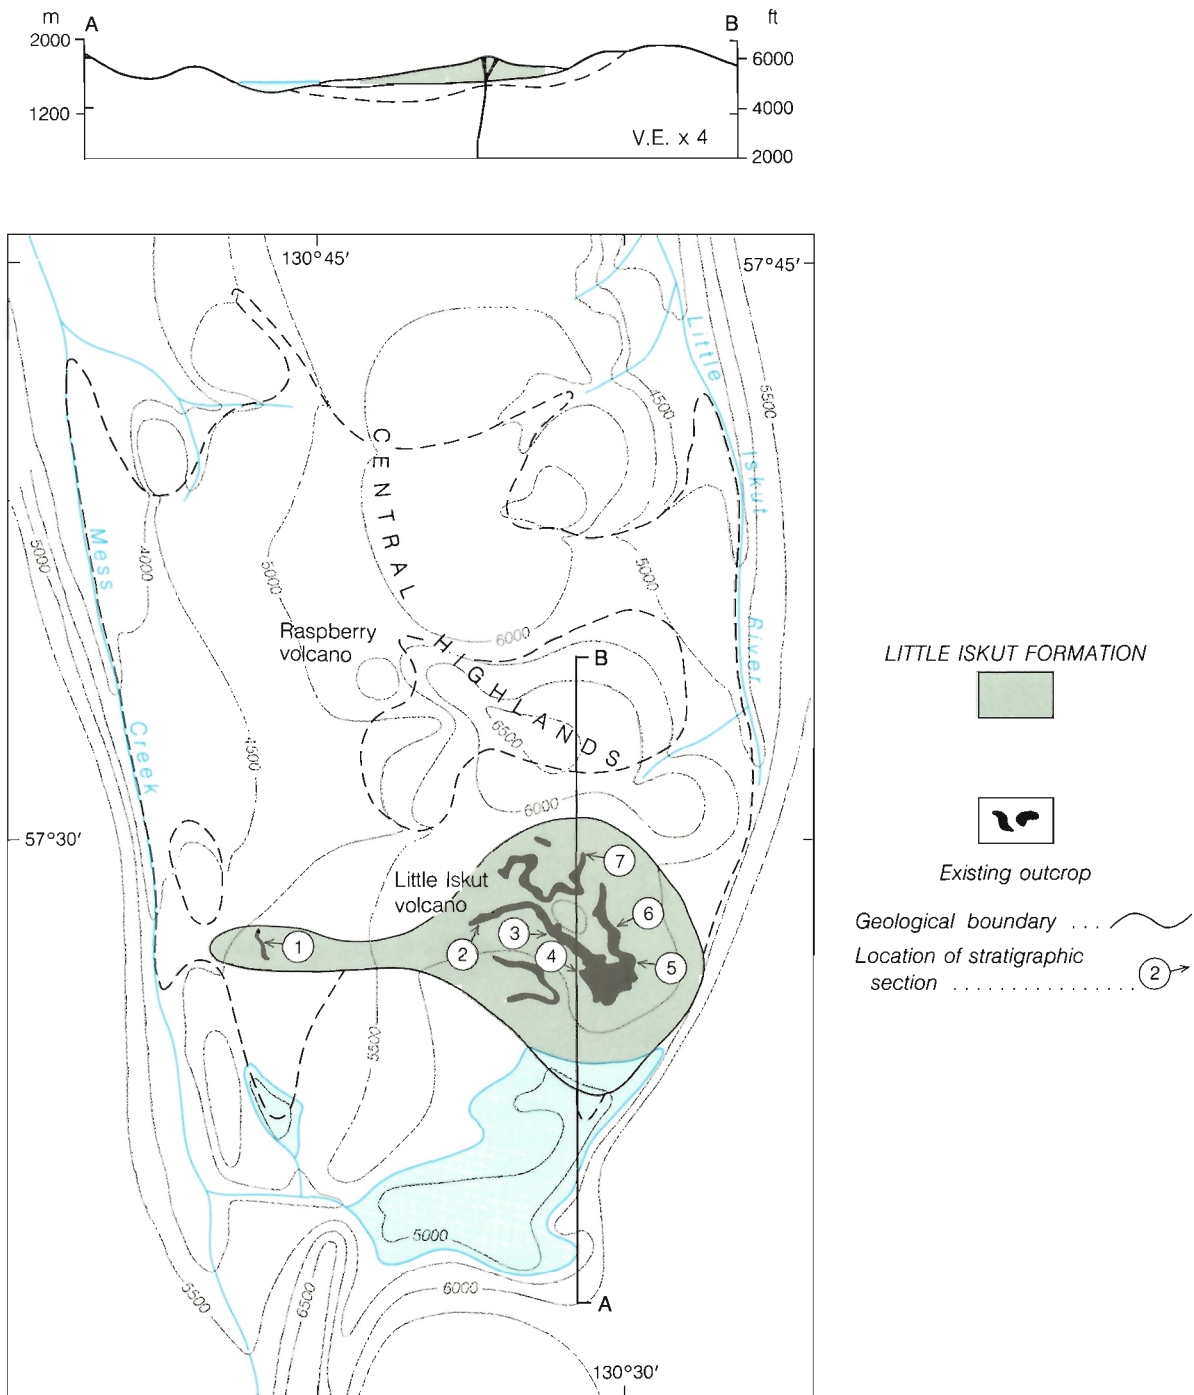 m
A
B
ft
2000
6000
1200
4000
V.E. x 4
2000
130°45′
57°45′
Little
Iskut
River
5500
4500
CENTRAL
HIGHLANDS
Mess
Creek
5000
4000
5000
5000
6000
Raspberry
volcano
B
6500
4500
6000
57°30′
Little Iskut
volcano
7
6
3
1
2
4
5
5500
5000
5500
6500
6000
A
130°30′
LITTLE ISKUT FORMATION
Existing outcrop
Geological boundary . . . .
Location of stratigraphic
section . . . . . . . . . . . . . . . . . 2